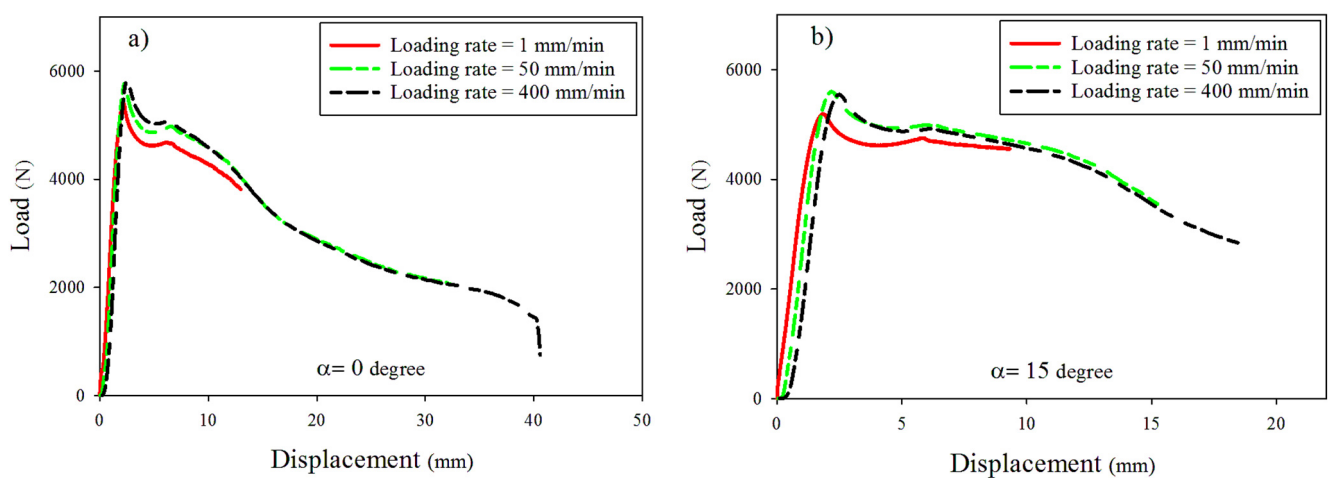 a)
Loading rate = 1 mm/min
Loading rate = 50 mm/min
Loading rate = 400 mm/min
6000
4000
2000
0
Load (N)
α= 0 degree
0 10 20 30 40 50
Displacement (mm)
b)
Loading rate = 1 mm/min
Loading rate = 50 mm/min
Loading rate = 400 mm/min
6000
4000
2000
0
Load (N)
α= 15 degree
0 5 10 15 20
Displacement (mm)